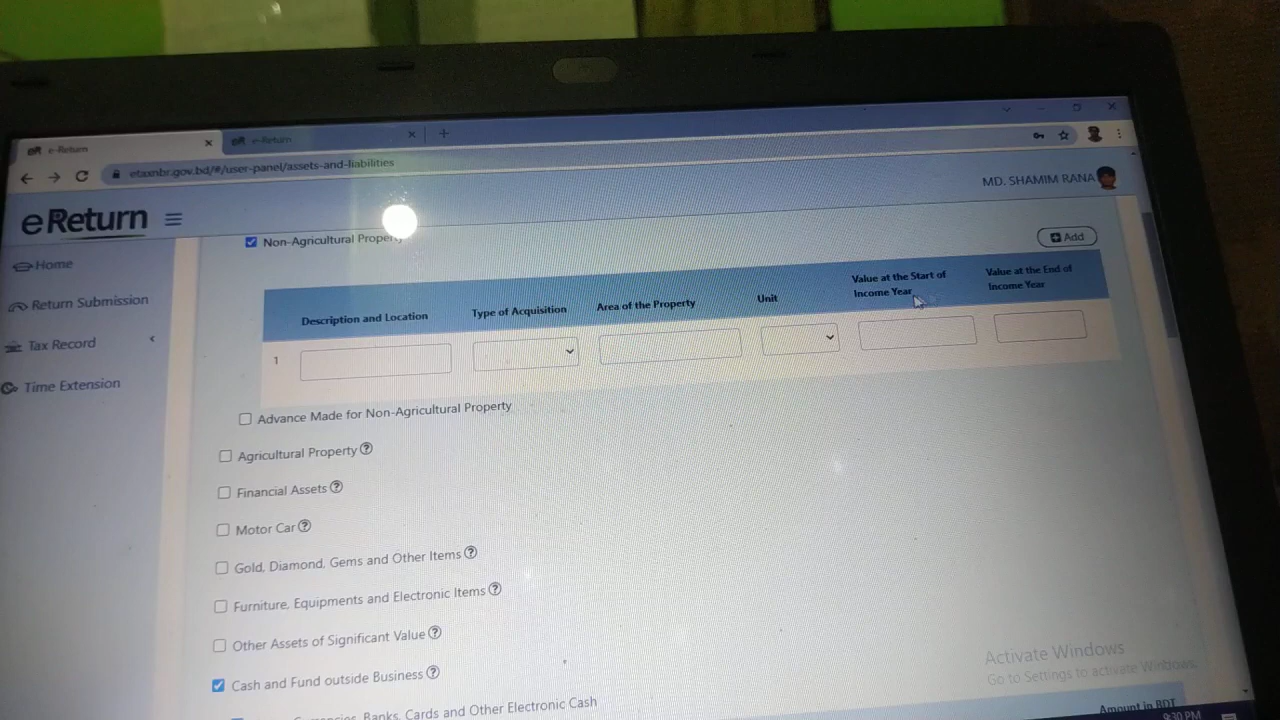 e-Return
e-Return
etaxnbr.gov.bd/#/user-panel/assets-and-liabilities
MD. SHAMIM RANA
eReturn
Home
Return Submission
Tax Record
Time Extension
Non-Agricultural Property
Add
Description and Location
Type of Acquisition
Area of the Property
Unit
Value at the Start of
Income Year
Value at the End of
Income Year
1
Advance Made for Non-Agricultural Property
Agricultural Property
Financial Assets
Motor Car
Gold, Diamond, Gems and Other Items
Furniture, Equipments and Electronic Items
Other Assets of Significant Value
Cash and Fund outside Business
Banks, Cards and Other Electronic Cash
Activate Windows
Go to Settings to activate Windows.
Amount in BDT
9:30 PM